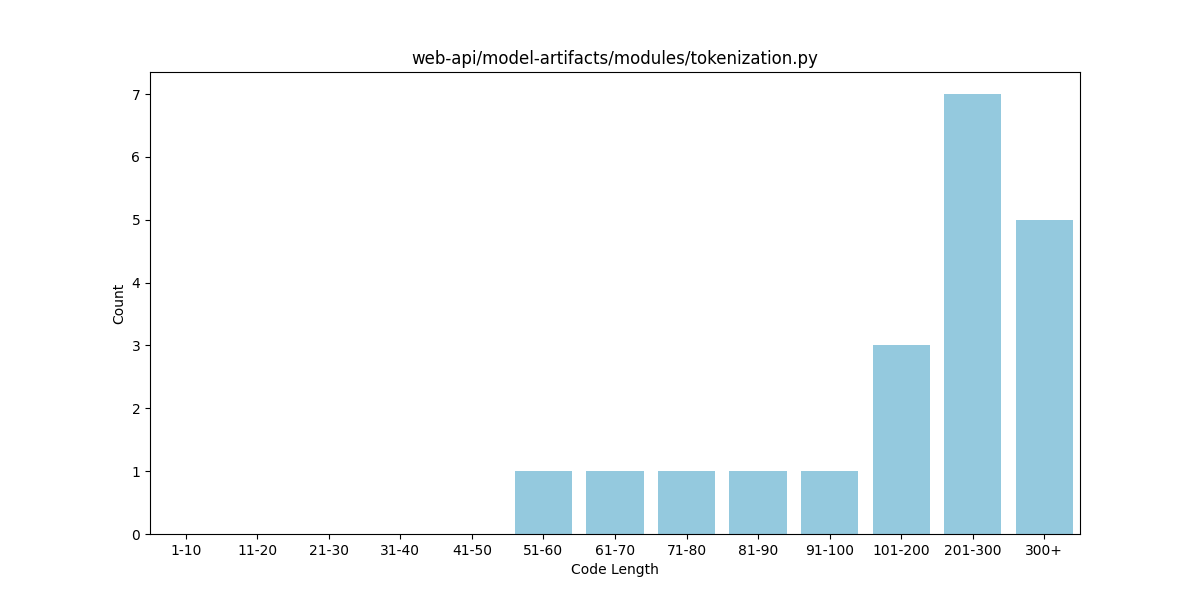 web-api/model-artifacts/modules/tokenization.py
7
6
5
4
3
2
1
0
Count
1-10 11-20 21-30 31-40 41-50 51-60 61-70 71-80 81-90 91-100 101-200 201-300 300+
Code Length